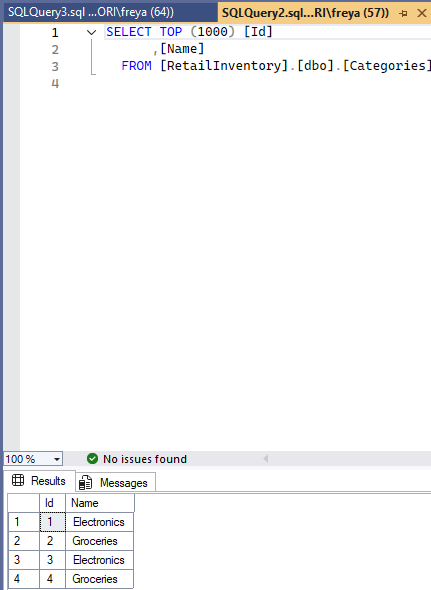 SQLQuery3.sql ...ORI\freya (64)) SQLQuery2.sql...RI\freya (57))
1 SELECT TOP (1000) [Id]
2 ,[Name]
3 FROM [RetailInventory].[dbo].[Categories]
4
100 % No issues found
Results Messages
Id Name
1 1 Electronics
2 2 Groceries
3 3 Electronics
4 4 Groceries